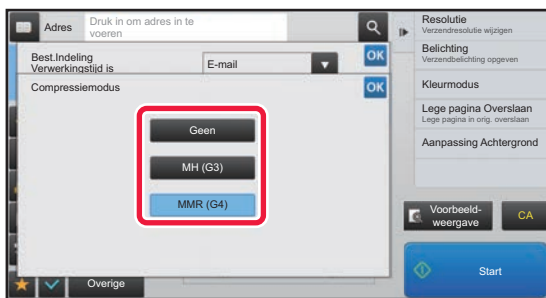 Adres
Druk in om adres in te
voeren
Best.Indeling
Verwerkingstijd is
E-mail
OK
Compressiemodus
OK
Geen
MH (G3)
MMR (G4)
Overige
Resolutie
Verzendresolutie wijzigen
Belichting
Verzendbelichting opgeven
Kleurmodus
Lege pagina Overslaan
Lege pagina in orig. overslaan
Aanpassing Achtergrond
Voorbeeld-
weergave
CA
Start